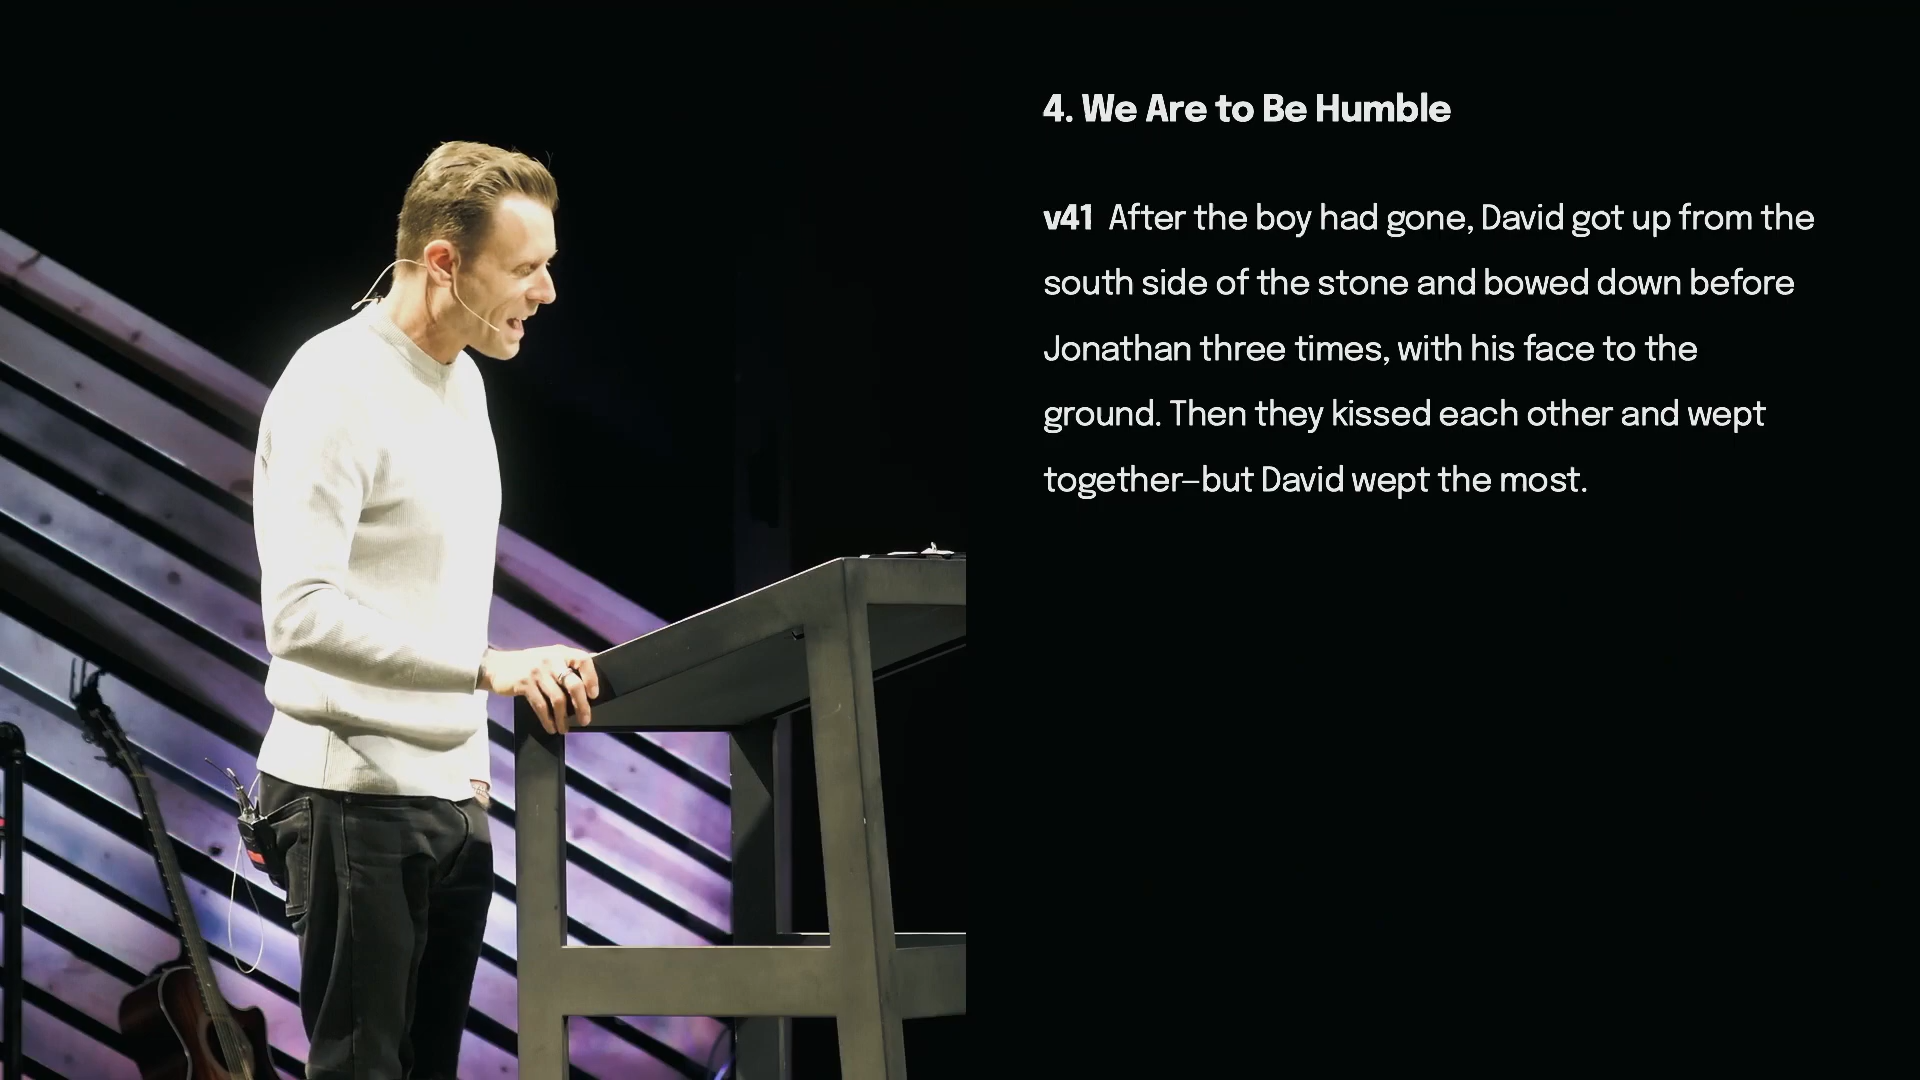 4. We Are to Be Humble
v41 After the boy had gone, David got up from the
south side of the stone and bowed down before
Jonathan three times, with his face to the
ground. Then they kissed each other and wept
together—but David wept the most.